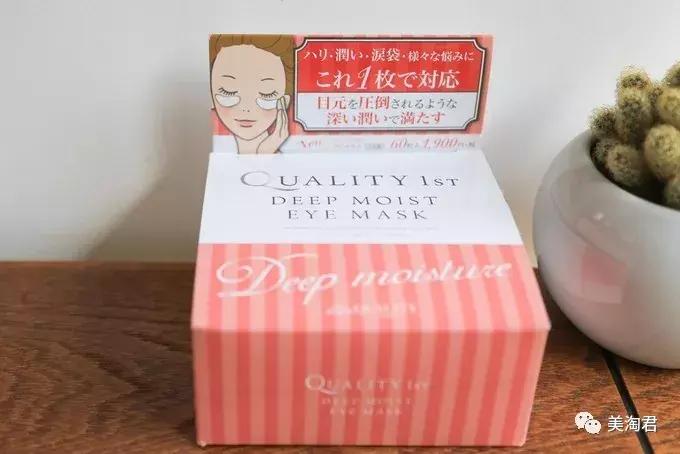 ハリ・潤い・涙袋・様々な悩みに
これ1枚で対応
目元を圧倒されるような
深い潤いで満たす
60枚入 1,900円
QUALITY 1ST
DEEP MOIST
EYE MASK
Deep moisture
QUALITY 1ST
DEEP MOIST
EYE MASK
美淘君